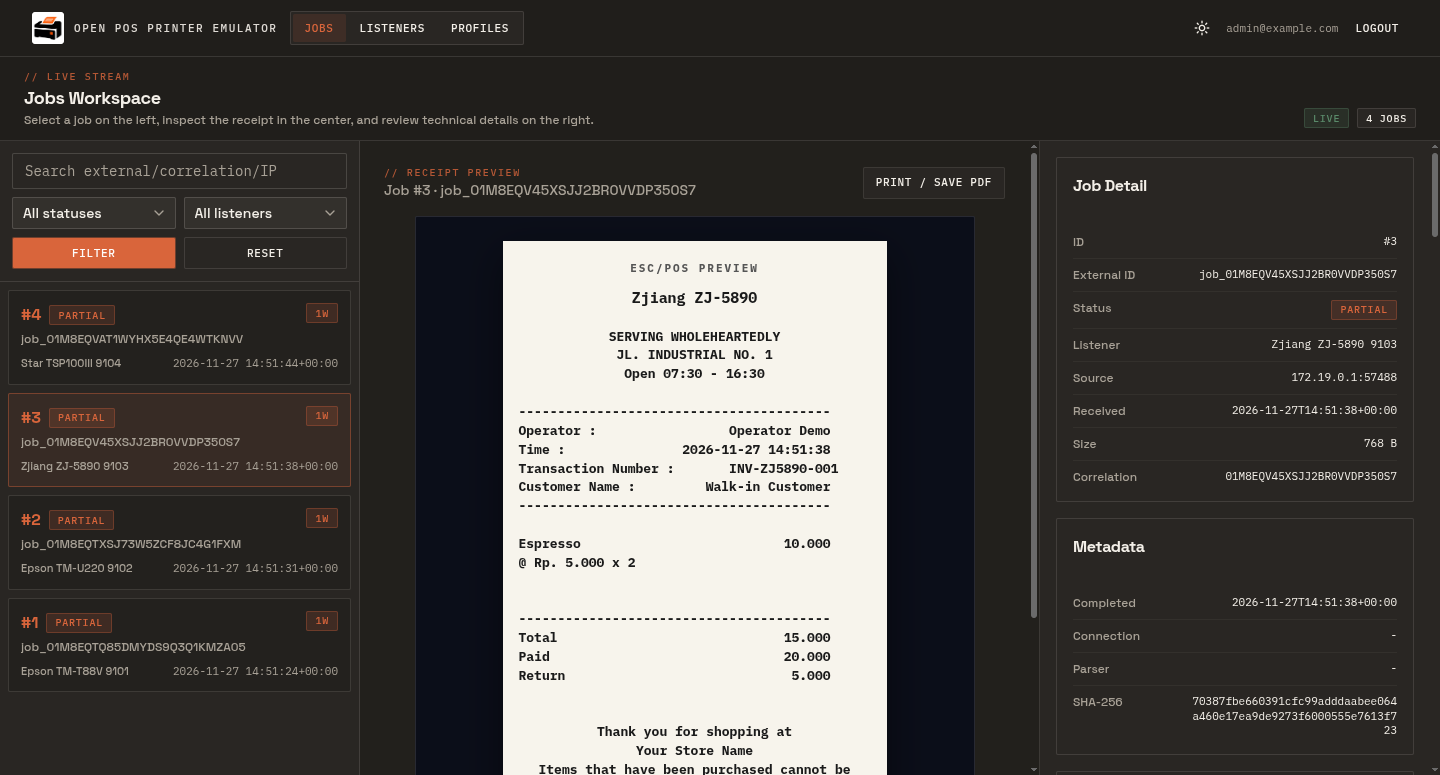 OPEN POS PRINTER EMULATOR
JOBS
LISTENERS
PROFILES
admin@example.com
LOGOUT
// LIVE STREAM
Jobs Workspace
Select a job on the left, inspect the receipt in the center, and review technical details on the right.
LIVE
4 JOBS
Search external/correlation/IP
All statuses
All listeners
FILTER
RESET
#4 PARTIAL 1W
job_01M8EQVAT1WYHX5E4QE4WTKNVV
Star TSP100III 9104 2026-11-27 14:51:44+00:00
#3 PARTIAL 1W
job_01M8EQV45XSJJ2BR0VVDP350S7
Zjiang ZJ-5890 9103 2026-11-27 14:51:38+00:00
#2 PARTIAL 1W
job_01M8EQTXSJ73W5ZCF8JC4G1FXM
Epson TM-U220 9102 2026-11-27 14:51:31+00:00
#1 PARTIAL 1W
job_01M8EQTQ85DMYDS9Q3Q1KMZA05
Epson TM-T88V 9101 2026-11-27 14:51:24+00:00
// RECEIPT PREVIEW
Job #3 · job_01M8EQV45XSJJ2BR0VVDP350S7
PRINT / SAVE PDF
ESC/POS PREVIEW
Zjiang ZJ-5890
SERVING WHOLEHEARTEDLY
JL. INDUSTRIAL NO. 1
Open 07:30 - 16:30
----------------------------------------
Operator : Operator Demo
Time : 2026-11-27 14:51:38
Transaction Number : INV-ZJ5890-001
Customer Name : Walk-in Customer
----------------------------------------
Espresso 10.000
@ Rp. 5.000 x 2
----------------------------------------
Total 15.000
Paid 20.000
Return 5.000
Thank you for shopping at
Your Store Name
Items that have been purchased cannot be
Job Detail
ID #3
External ID job_01M8EQV45XSJJ2BR0VVDP350S7
Status PARTIAL
Listener Zjiang ZJ-5890 9103
Source 172.19.0.1:57488
Received 2026-11-27T14:51:38+00:00
Size 768 B
Correlation 01M8EQV45XSJJ2BR0VVDP350S7
Metadata
Completed 2026-11-27T14:51:38+00:00
Connection -
Parser -
SHA-256 70387fbe660391cfc99adddaabee064
a460e17ea9de9273f6000555e7613f7
23